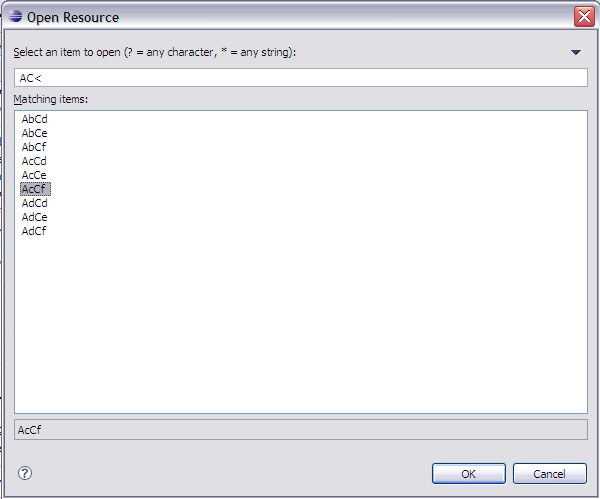 Open Resource
Select an item to open (? = any character, * = any string):
AC<
Matching items:
AbCd
AbCe
AbCf
AcCd
AcCe
AcCf
AdCd
AdCe
AdCf
AcCf
?
OK
Cancel